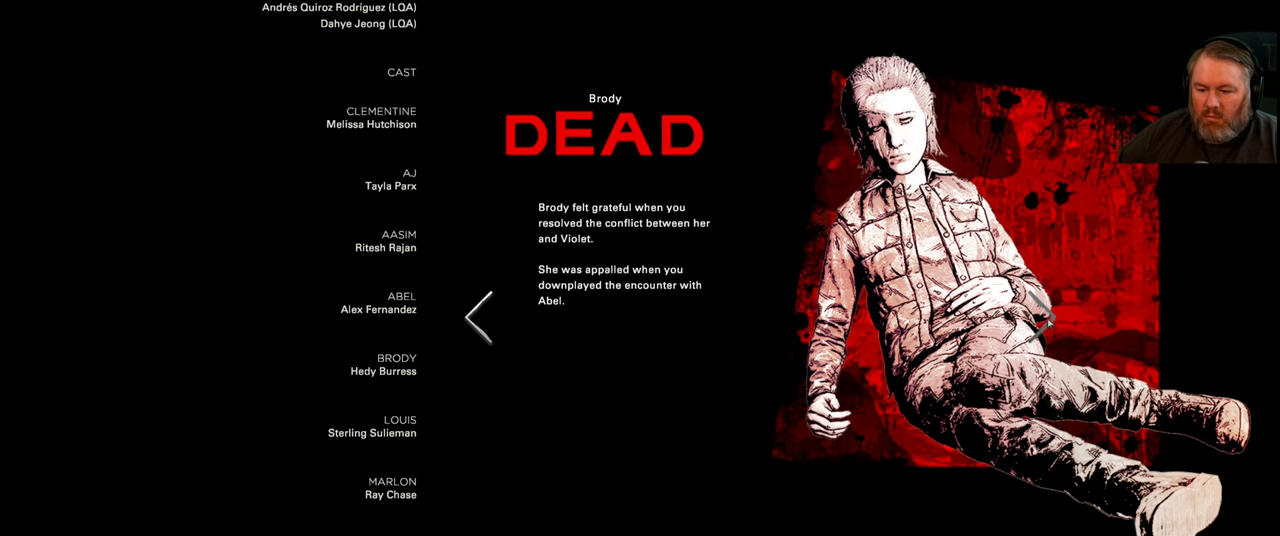 Andrés Quiroz Rodríguez (LQA)
Dahye Jeong (LQA)
CAST
CLEMENTINE
Melissa Hutchison
AJ
Tayla Parx
AASIM
Ritesh Rajan
ABEL
Alex Fernandez
BRODY
Hedy Burress
LOUIS
Sterling Sulieman
MARLON
Ray Chase
Brody
DEAD
Brody felt grateful when you
resolved the conflict between her
and Violet.
She was appalled when you
downplayed the encounter with
Abel.